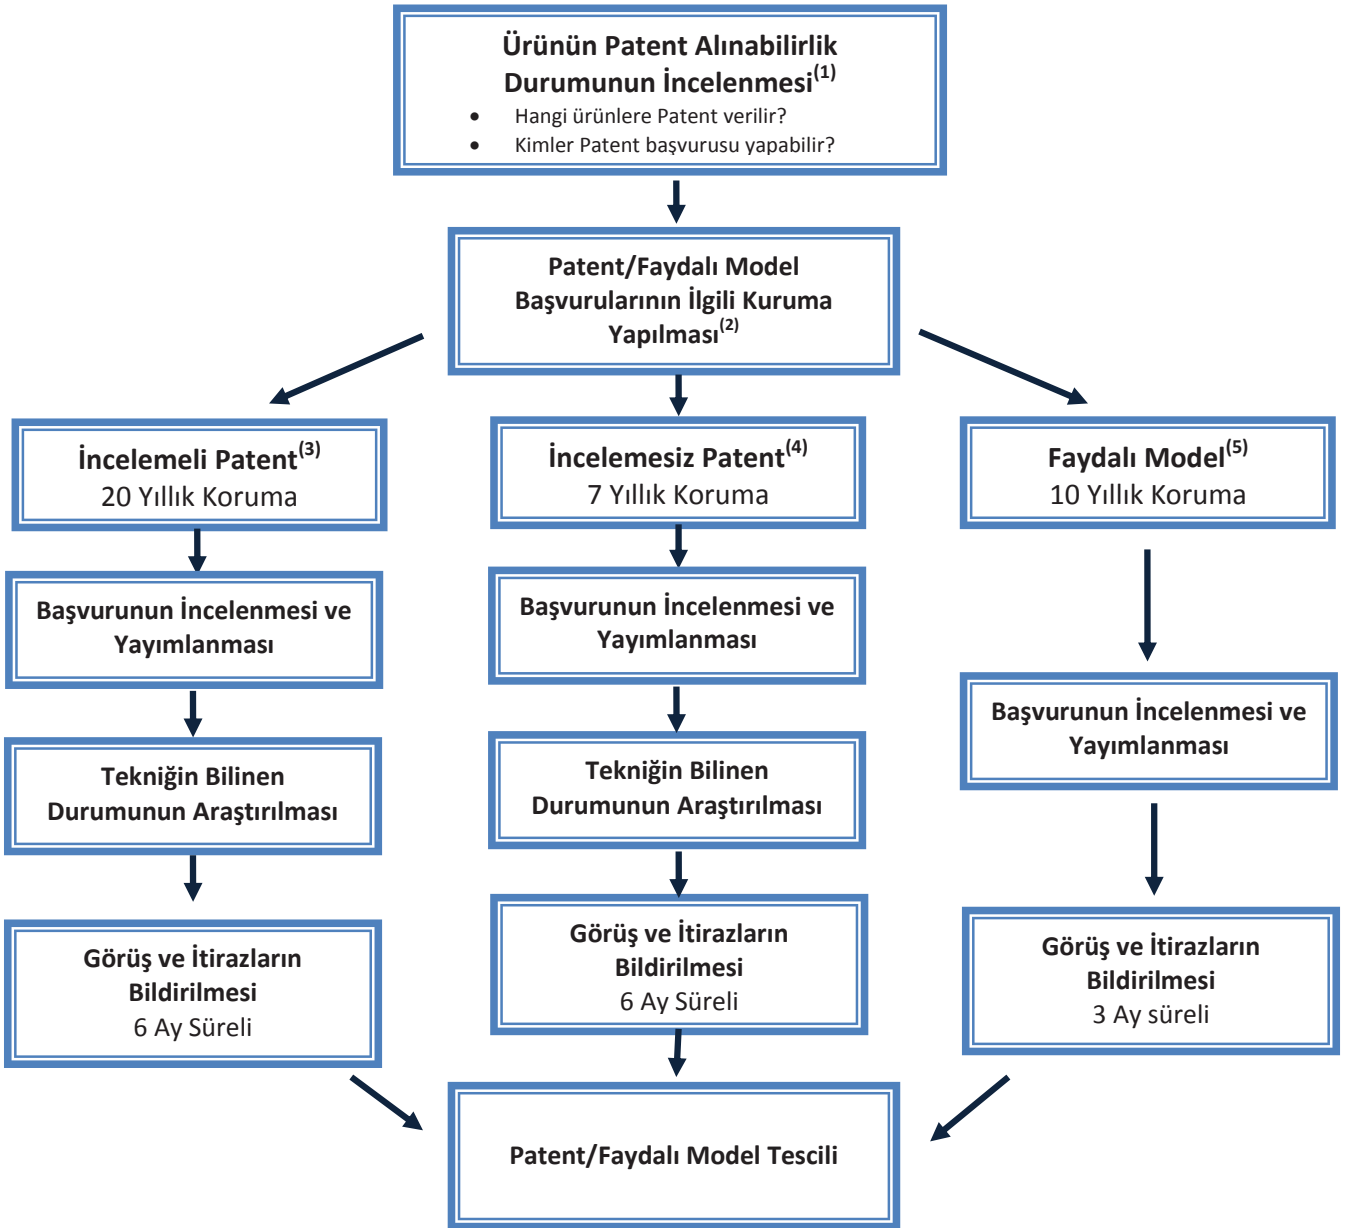 Ürünün Patent Alınabilirlik
Durumunun İncelenmesi(1)
• Hangi ürünlere Patent verilir?
• Kimler Patent başvurusu yapabilir?
Patent/Faydalı Model
Başvurularının İlgili Kuruma
Yapılması(2)
İncelemeli Patent(3)
20 Yıllık Koruma
İncelemesiz Patent(4)
7 Yıllık Koruma
Faydalı Model(5)
10 Yıllık Koruma
Başvurunun İncelenmesi ve
Yayımlanması
Başvurunun İncelenmesi ve
Yayımlanması
Başvurunun İncelenmesi ve
Yayımlanması
Tekniğin Bilinen
Durumunun Araştırılması
Tekniğin Bilinen
Durumunun Araştırılması
Görüş ve İtirazların
Bildirilmesi
6 Ay Süreli
Görüş ve İtirazların
Bildirilmesi
6 Ay Süreli
Görüş ve İtirazların
Bildirilmesi
3 Ay süreli
Patent/Faydalı Model Tescili